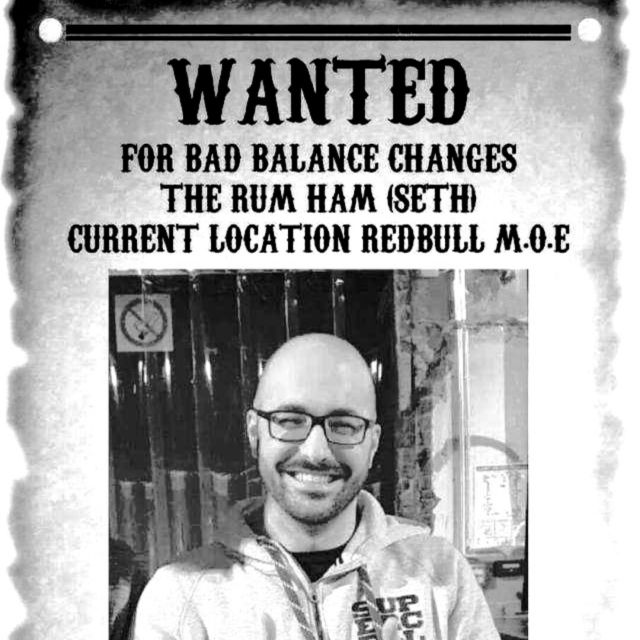 WANTED
FOR BAD BALANCE CHANGES
THE RUM HAM (SETH)
CURRENT LOCATION REDBULL M.O.E